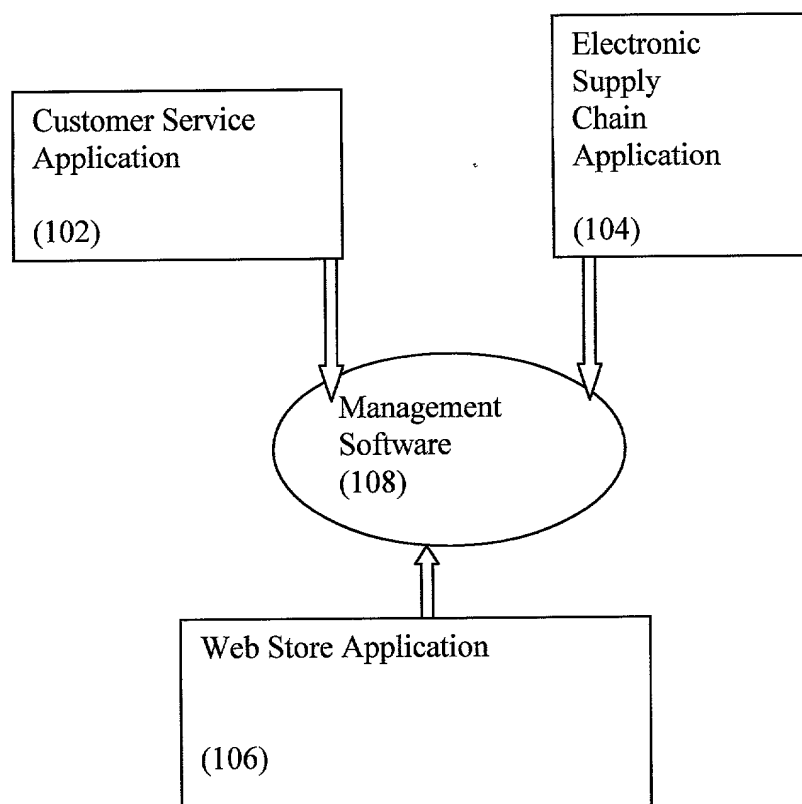 Customer Service
Application
(102)
Electronic
Supply
Chain
Application
(104)
Management
Software
(108)
Web Store Application
(106)